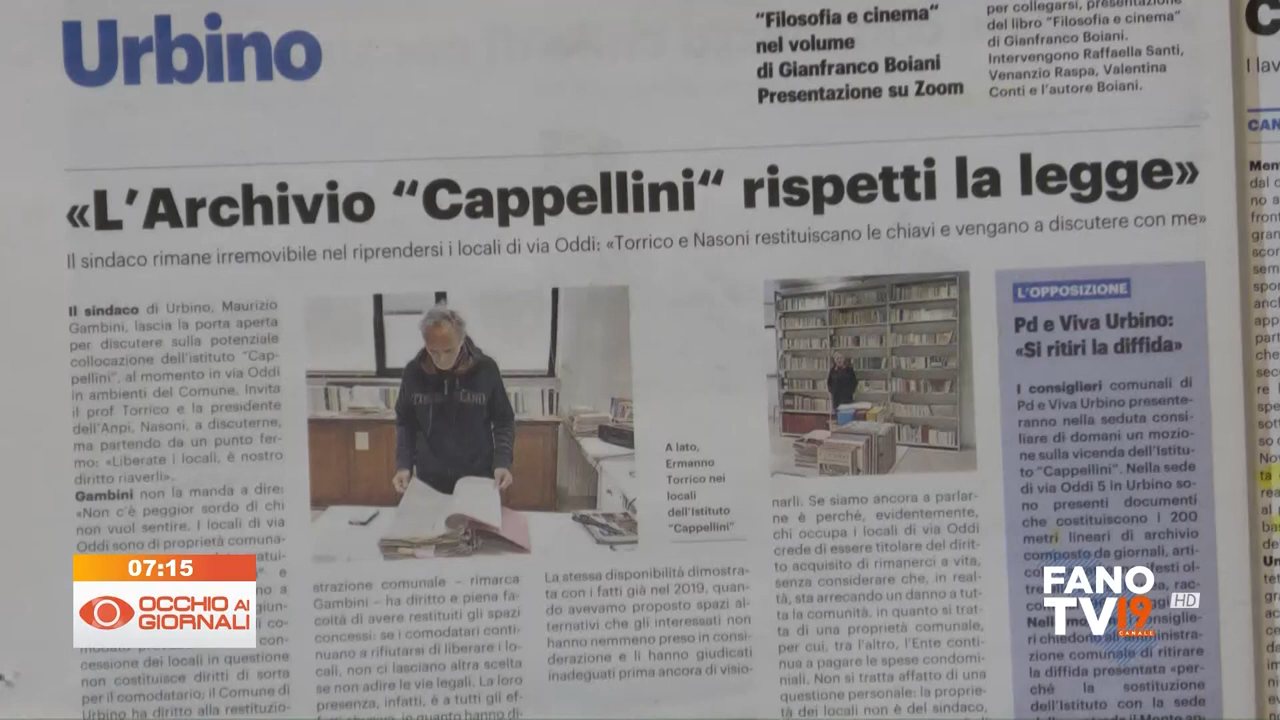 Urbino
"Filosofia e cinema"
nel volume
di Gianfranco Boiani
Presentazione su Zoom
per collegarsi, presentazione
del libro "Filosofia e cinema"
di Gianfranco Boiani.
Intervengono Raffaella Santi,
Venanzio Raspa, Valentina
Conti e l'autore Boiani.
«L'Archivio "Cappellini" rispetti la legge»
Il sindaco rimane irremovibile nel riprendersi i locali di via Oddi: «Torrico e Nasoni restituiscano le chiavi e vengano a discutere con me»
Il sindaco di Urbino, Maurizio
Gambini, lascia la porta aperta
per discutere sulla potenziale
collocazione dell'istituto "Cap-
pellini", al momento in via Oddi
in ambienti del Comune. Invita
il prof Torrico e la presidente
dell'Anpi, Nasoni, a discuterne,
ma partendo da un punto fer-
mo: «Liberate i locali, è nostro
diritto riaverli».
Gambini non la manda a dire:
«Non c'è peggior sordo di chi
non vuol sentire. I locali di via
Oddi sono di proprietà comuna-
cessione dei locali in questione
non costituisce diritti di sorta
per il comodatario; il Comune di
Urbino ha diritto alla restituzio-
strazione comunale – rimarca
Gambini – ha diritto e piena fa-
coltà di avere restituiti gli spazi
concessi: se i comodatari conti-
nuano a rifiutarsi di liberare i lo-
cali, non ci lasciano altra scelta
se non adire le vie legali. La loro
presenza, infatti, è a tutti gli ef-
A lato,
Ermanno
Torrico nei
locali
dell'Istituto
"Cappellini"
La stessa disponibilità dimostra-
ta con i fatti già nel 2019, quan-
do avevamo proposto spazi al-
ternativi che gli interessati non
hanno nemmeno preso in consi-
derazione e li hanno giudicati
inadeguati prima ancora di visio-
narli. Se siamo ancora a parlar-
ne è perché, evidentemente,
chi occupa i locali di via Oddi
crede di essere titolare del dirit-
to acquisito di rimanerci a vita,
senza considerare che, in real-
tà, sta arrecando un danno a tut-
ta la comunità, in quanto si trat-
ta di una proprietà comunale,
per cui, tra l'altro, l'Ente conti-
nua a pagare le spese condomi-
niali. Non si tratta affatto di una
questione personale: la proprie-
tà dei locali non è del sindaco,
L'OPPOSIZIONE
Pd e Viva Urbino:
«Si ritiri la diffida»
I consiglieri comunali di
Pd e Viva Urbino presente-
ranno nella seduta consi-
liare di domani un mozio-
ne sulla vicenda dell'Istitu-
to "Cappellini". Nella sede
di via Oddi 5 in Urbino so-
no presenti documenti
che costituiscono i 200
metri lineari di archivio
composto da giornali, arti-
zione comunale di ritirare
la diffida presentata «per-
ché la sostituzione
dell'Istituto con la sede
07:15
OCCHIO AI
GIORNALI
FANO
TV19
CANALE
HD